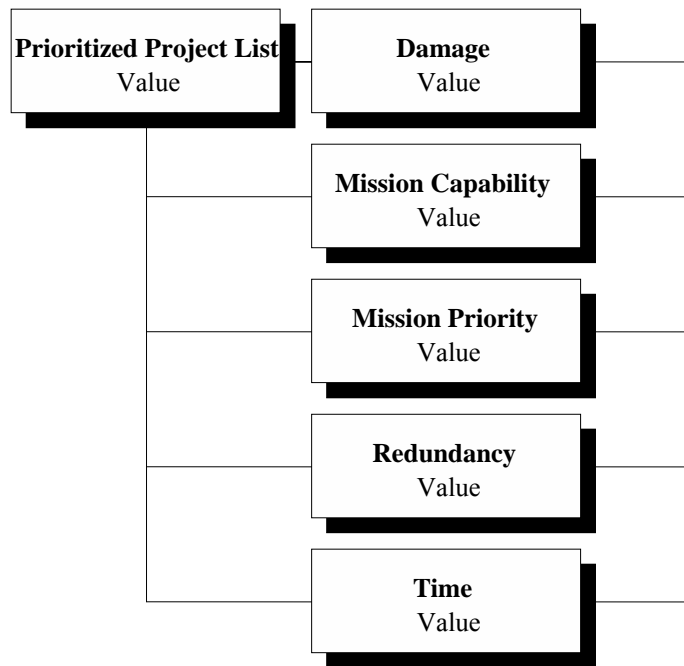 Prioritized Project List
Value
Damage
Value
Mission Capability
Value
Mission Priority
Value
Redundancy
Value
Time
Value